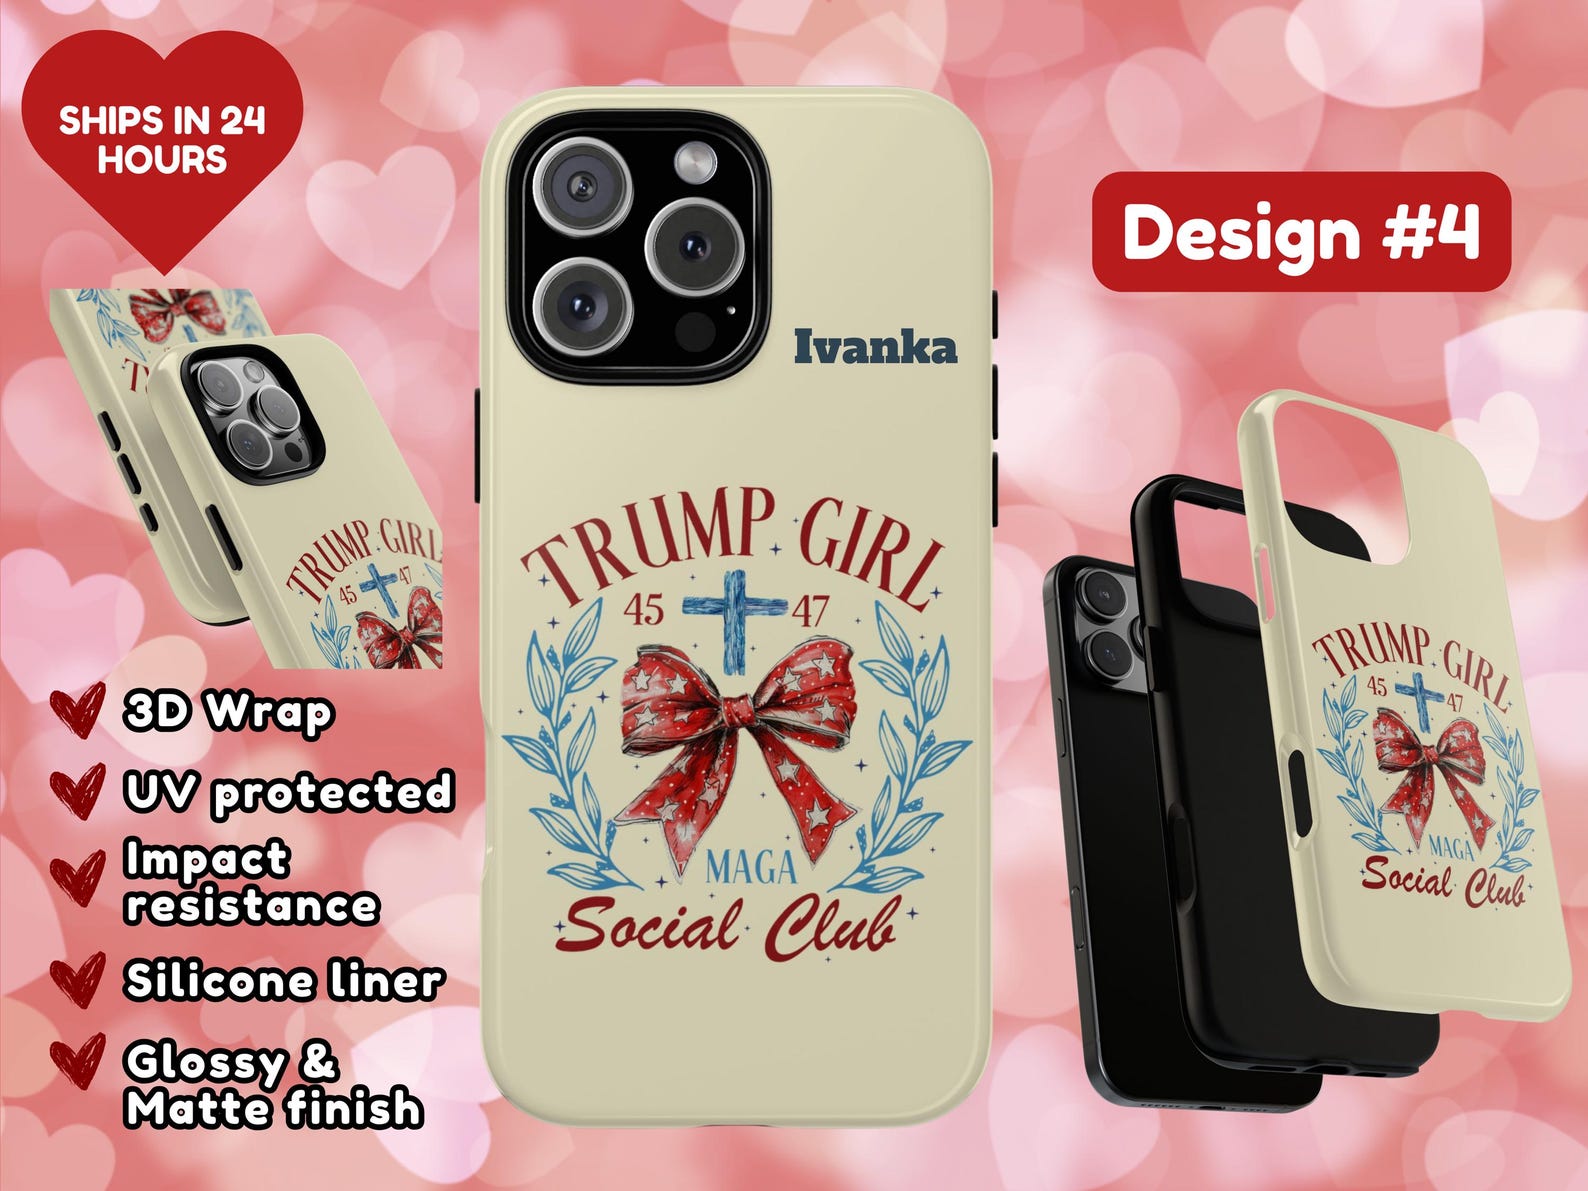 SHIPS IN 24
HOURS
Design #4
Ivanka
TRUMP GIRL
45 47
MAGA
Social Club
TRUMP GIRL
45 47
TRUMP GIRL
45 47
MAGA
Social Club
3D Wrap
UV protected
Impact
resistance
Silicone liner
Glossy &
Matte finish